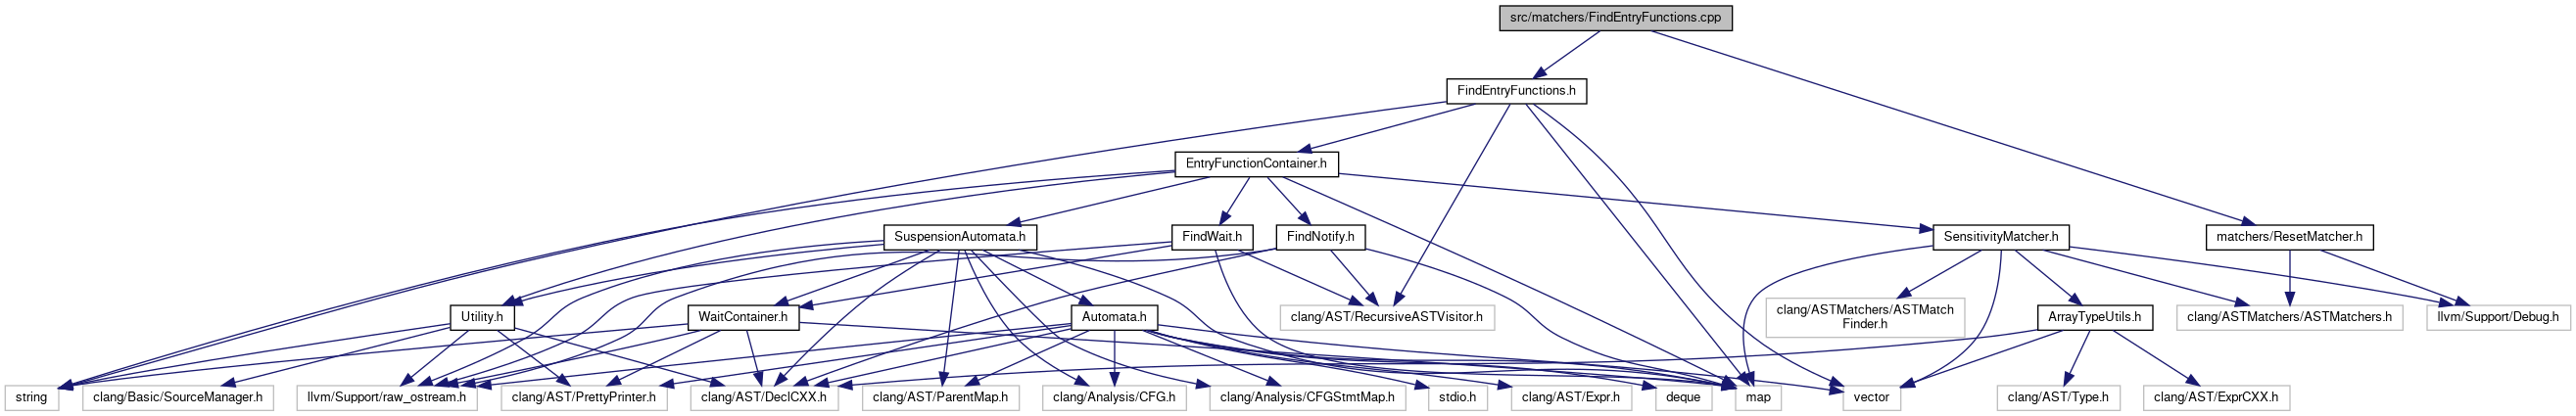 src/matchers/FindEntryFunctions.cpp
FindEntryFunctions.h
EntryFunctionContainer.h
SuspensionAutomata.h
FindWait.h
FindNotify.h
SensitivityMatcher.h
matchers/ResetMatcher.h
Utility.h
WaitContainer.h
Automata.h
clang/AST/RecursiveASTVisitor.h
clang/ASTMatchers/ASTMatch
Finder.h
ArrayTypeUtils.h
clang/ASTMatchers/ASTMatchers.h
llvm/Support/Debug.h
string
clang/Basic/SourceManager.h
llvm/Support/raw_ostream.h
clang/AST/PrettyPrinter.h
clang/AST/DeclCXX.h
clang/AST/ParentMap.h
clang/Analysis/CFG.h
clang/Analysis/CFGStmtMap.h
stdio.h
clang/AST/Expr.h
deque
map
vector
clang/AST/Type.h
clang/AST/ExprCXX.h